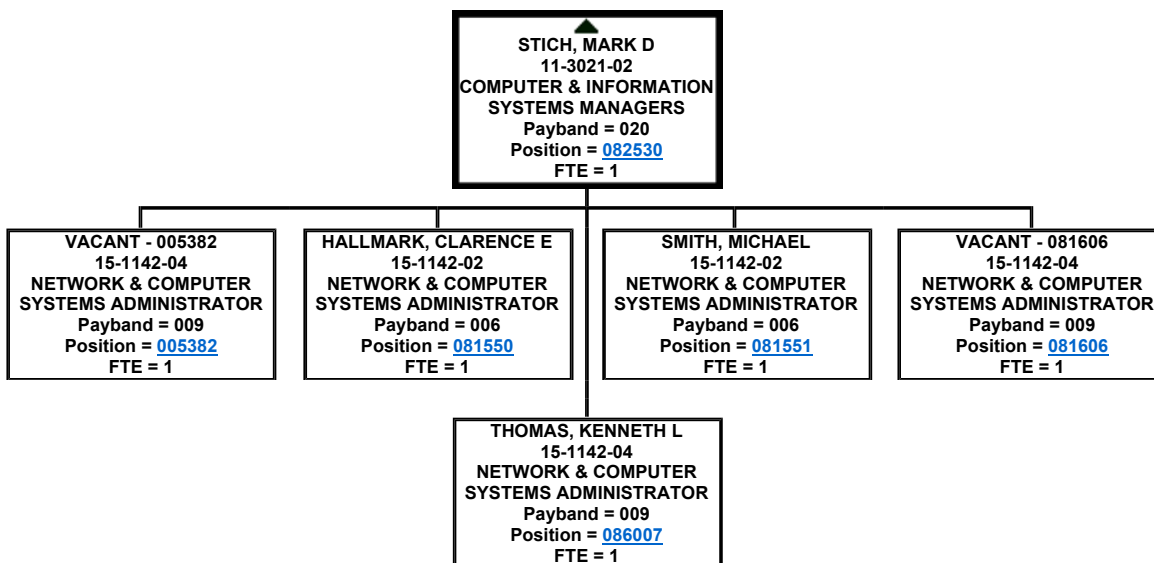 STICH, MARK D
11-3021-02
COMPUTER & INFORMATION
SYSTEMS MANAGERS
Payband = 020
Position = 082530
FTE = 1
VACANT - 005382
15-1142-04
NETWORK & COMPUTER
SYSTEMS ADMINISTRATOR
Payband = 009
Position = 005382
FTE = 1
HALLMARK, CLARENCE E
15-1142-02
NETWORK & COMPUTER
SYSTEMS ADMINISTRATOR
Payband = 006
Position = 081550
FTE = 1
SMITH, MICHAEL
15-1142-02
NETWORK & COMPUTER
SYSTEMS ADMINISTRATOR
Payband = 006
Position = 081551
FTE = 1
VACANT - 081606
15-1142-04
NETWORK & COMPUTER
SYSTEMS ADMINISTRATOR
Payband = 009
Position = 081606
FTE = 1
THOMAS, KENNETH L
15-1142-04
NETWORK & COMPUTER
SYSTEMS ADMINISTRATOR
Payband = 009
Position = 086007
FTE = 1